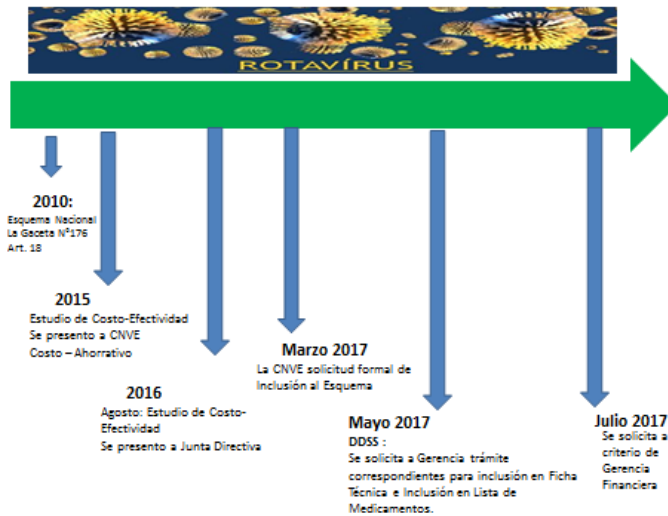 ROTAVÍRUS
2010:
Esquema Nacional
La Gaceta N°176
Art. 18
2015
Estudio de Costo-Efectividad
Se presento a CNVE
Costo – Ahorrativo
2016
Agosto: Estudio de Costo-
Efectividad
Se presento a Junta Directiva
Marzo 2017
La CNVE solicitud formal de
Inclusión al Esquema
Mayo 2017
DDSS :
Se solicita a Gerencia trámite
correspondientes para inclusión en Ficha
Técnica e Inclusión en Lista de
Medicamentos.
Julio 2017
Se solicita a
criterio de
Gerencia
Financiera